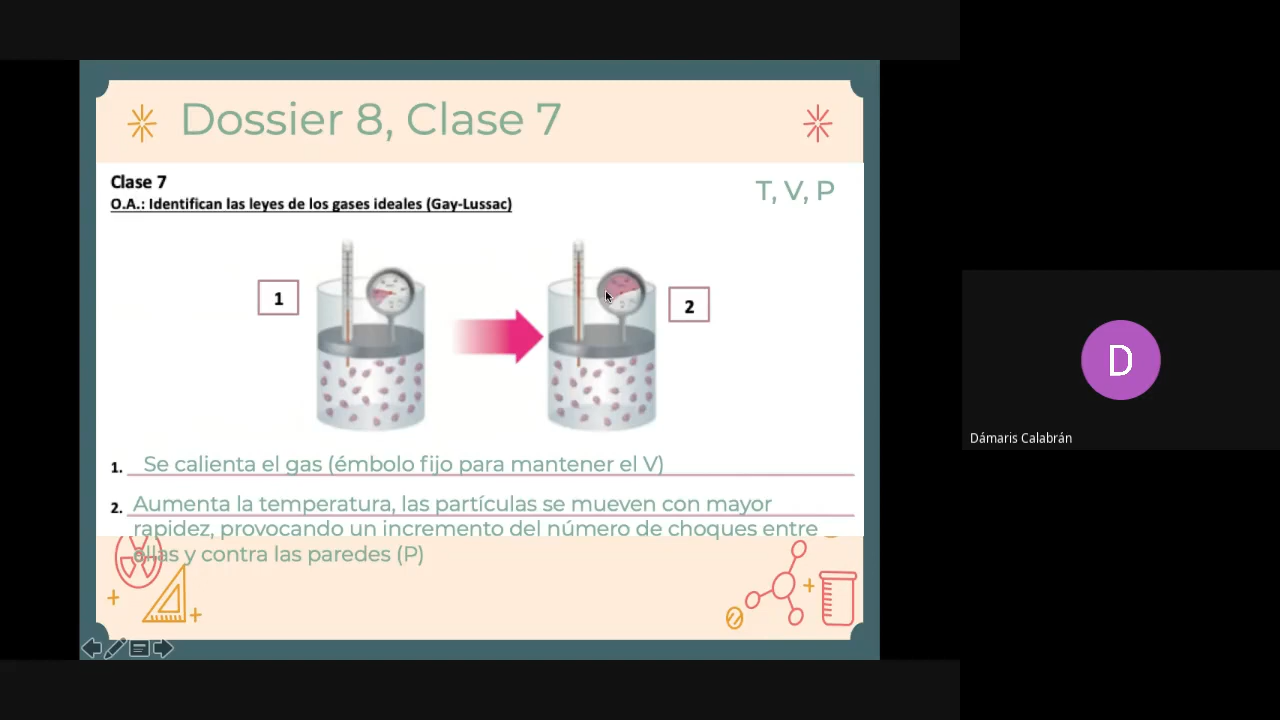 Dossier 8, Clase 7
Clase 7
T, V, P
O.A.: Identifican las leyes de los gases ideales (Gay-Lussac)
1
2
1. Se calienta el gas (émbolo fijo para mantener el V)
2. Aumenta la temperatura, las partículas se mueven con mayor
rapidez, provocando un incremento del número de choques entre
ellas y contra las paredes (P)
D
Dámaris Calabrán